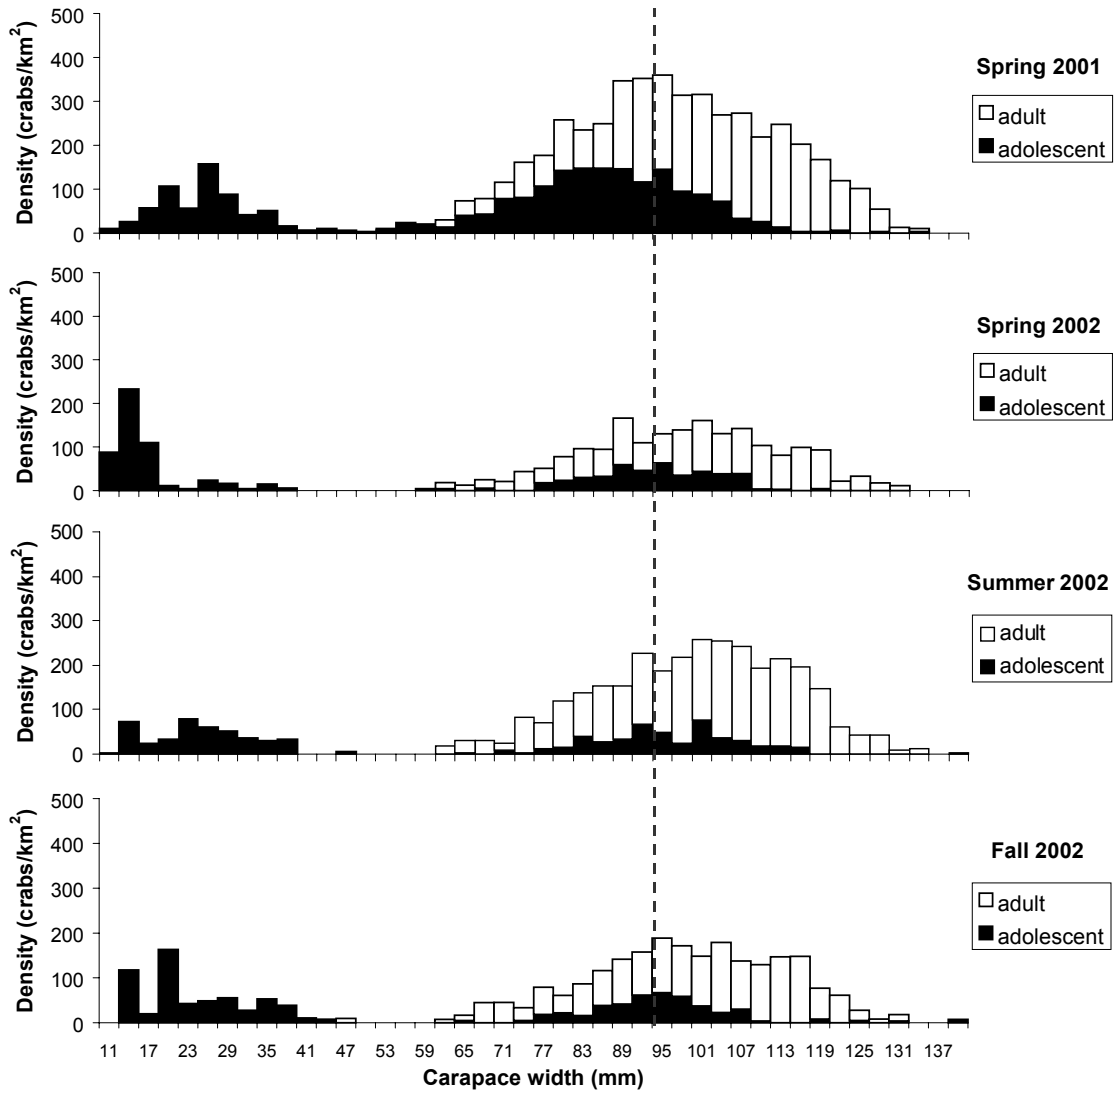 500
400
300
200
100
0
Density (crabs/km²)
Spring 2001
adult
adolescent
500
400
300
200
100
0
Density (crabs/km²)
Spring 2002
adult
adolescent
500
400
300
200
100
0
Density (crabs/km²)
Summer 2002
adult
adolescent
500
400
300
200
100
0
Density (crabs/km²)
Fall 2002
adult
adolescent
11 17 23 29 35 41 47 53 59 65 71 77 83 89 95 101 107 113 119 125 131 137
Carapace width (mm)